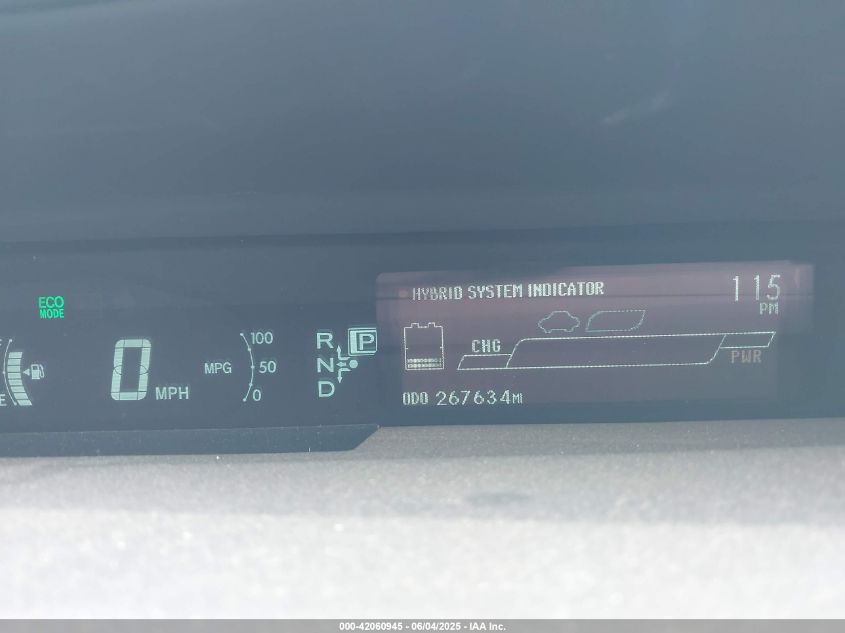 HYBRID SYSTEM INDICATOR
1 15
PM
ECO
MODE
E
0 MPH
MPG
100
50
0
R
N
D
P
CHG
PWR
ODO 267634MI
000-42060945 - 06/04/2025 - IAA Inc.